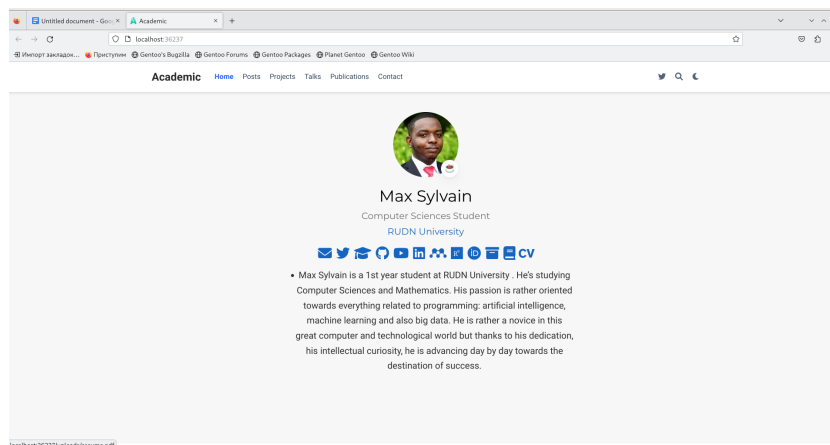 Untitled document - Goog
Academic
localhost:36237
Импорт закладок...
Приступим
Gentoo's Bugzilla
Gentoo Forums
Gentoo Packages
Planet Gentoo
Gentoo Wiki
Academic
Home
Posts
Projects
Talks
Publications
Contact
Max Sylvain
Computer Sciences Student
RUDN University
CV
• Max Sylvain is a 1st year student at RUDN University . He's studying
Computer Sciences and Mathematics. His passion is rather oriented
towards everything related to programming: artificial intelligence,
machine learning and also big data. He is rather a novice in this
great computer and technological world but thanks to his dedication,
his intellectual curiosity, he is advancing day by day towards the
destination of success.